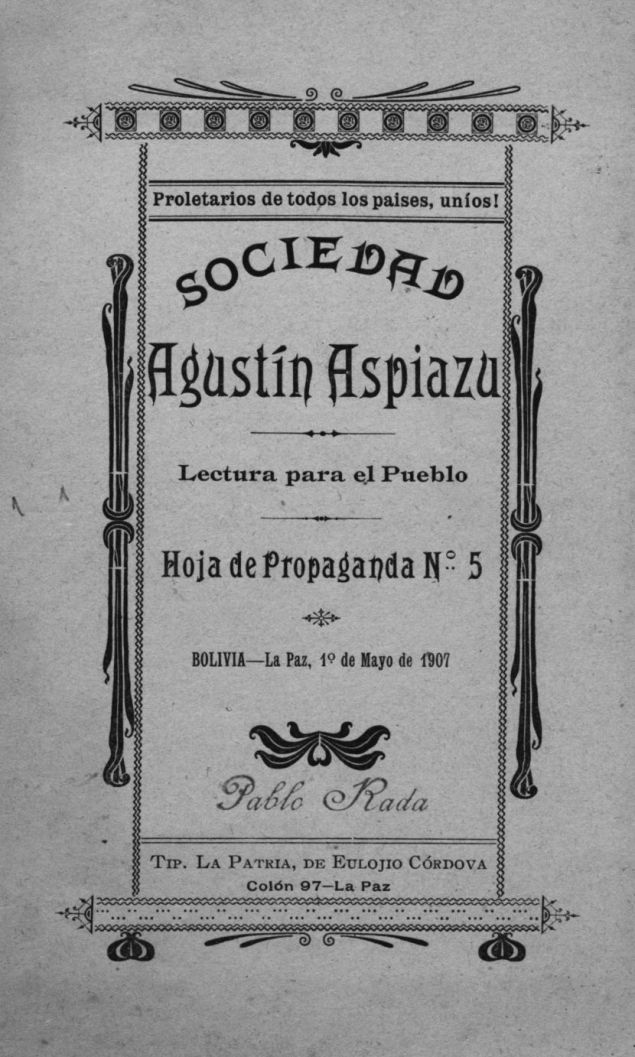 Proletarios de todos los paises, uníos!
SOCIEDAD
Agustín Aspiazu
Lectura para el Pueblo
Hoja de Propaganda N.º 5
BOLIVIA—La Paz, 1º de Mayo de 1907
Pablo Rada
TIP. LA PATRIA, DE EULOJIO CÓRDOVA
Colón 97—La Paz